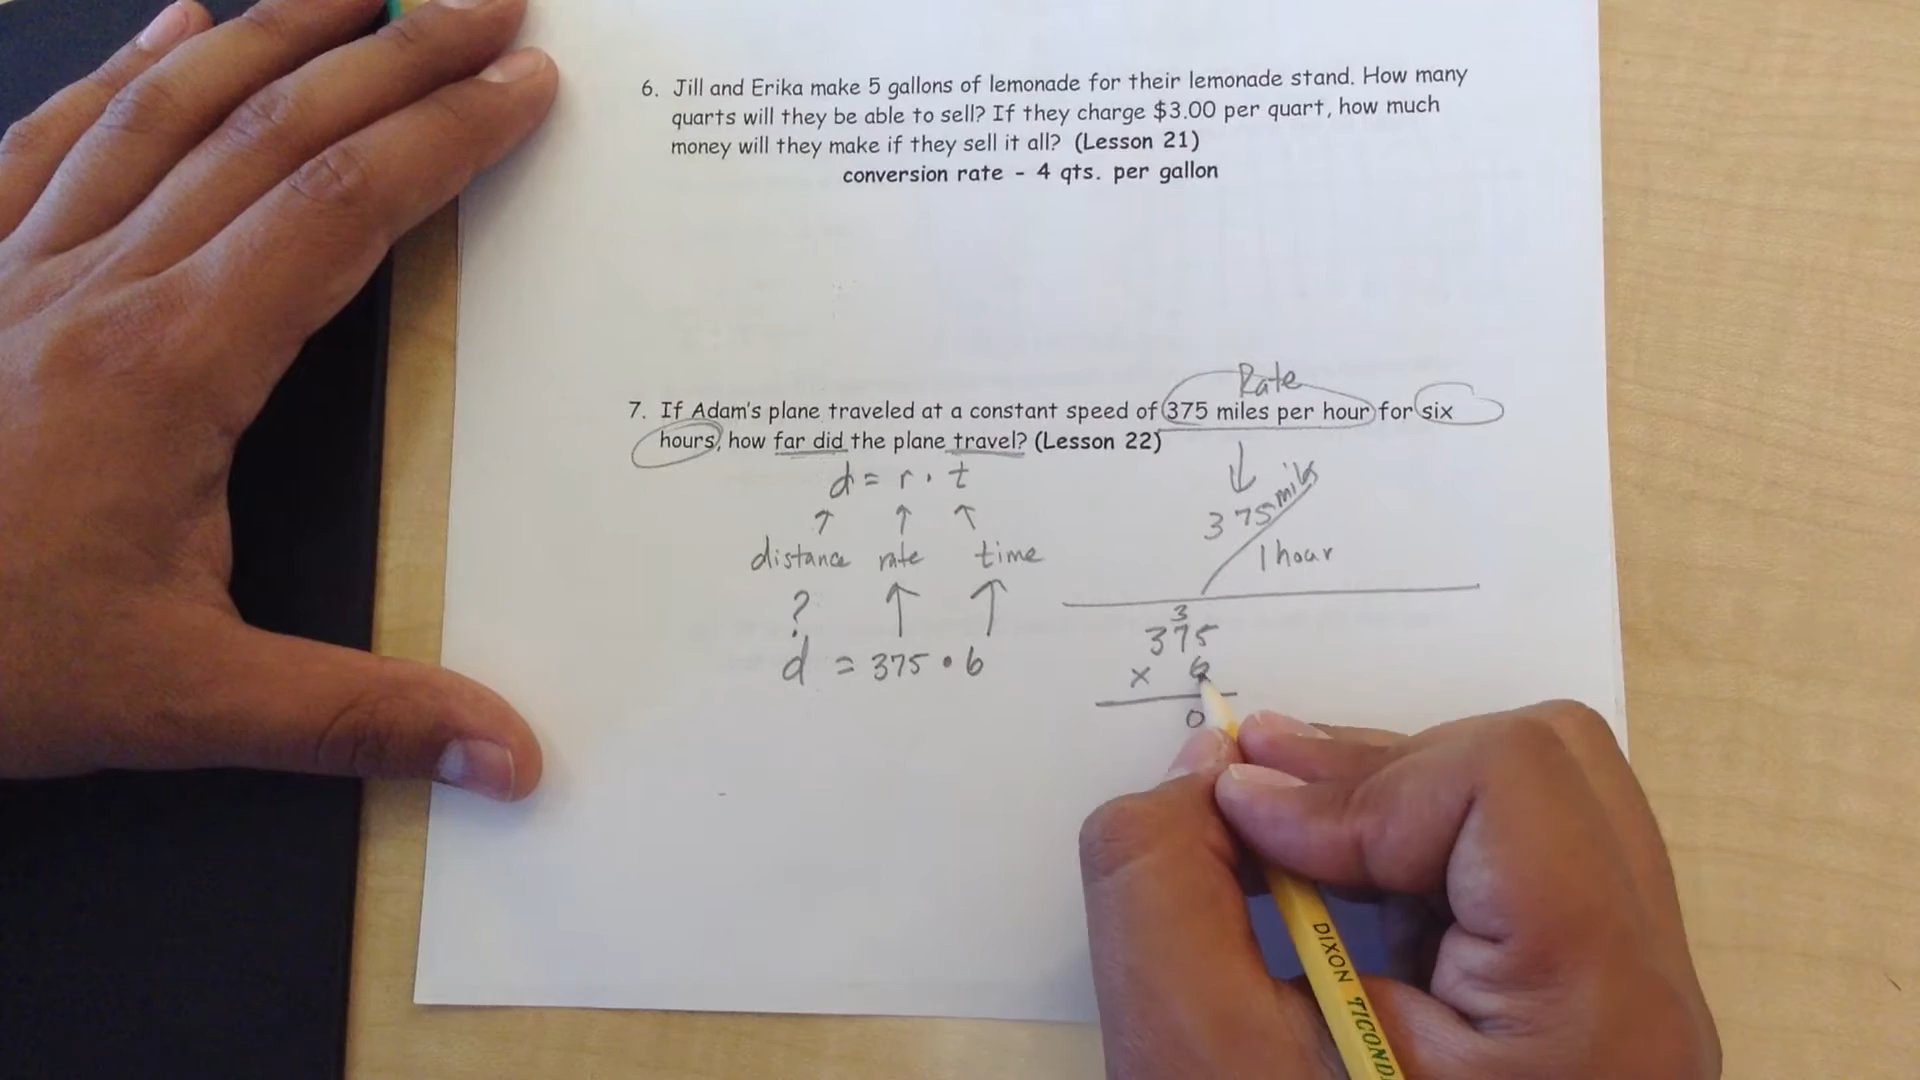 6. Jill and Erika make 5 gallons of lemonade for their lemonade stand. How many
quarts will they be able to sell? If they charge $3.00 per quart, how much
money will they make if they sell it all? (Lesson 21)
conversion rate - 4 qts. per gallon
Rate
7. If Adam's plane traveled at a constant speed of 375 miles per hour for six
hours, how far did the plane travel? (Lesson 22)
d = r · t
375 miles
1 hour
distance rate time
?
d = 375 • 6
3
375
x 6
0
DIXON TICOND